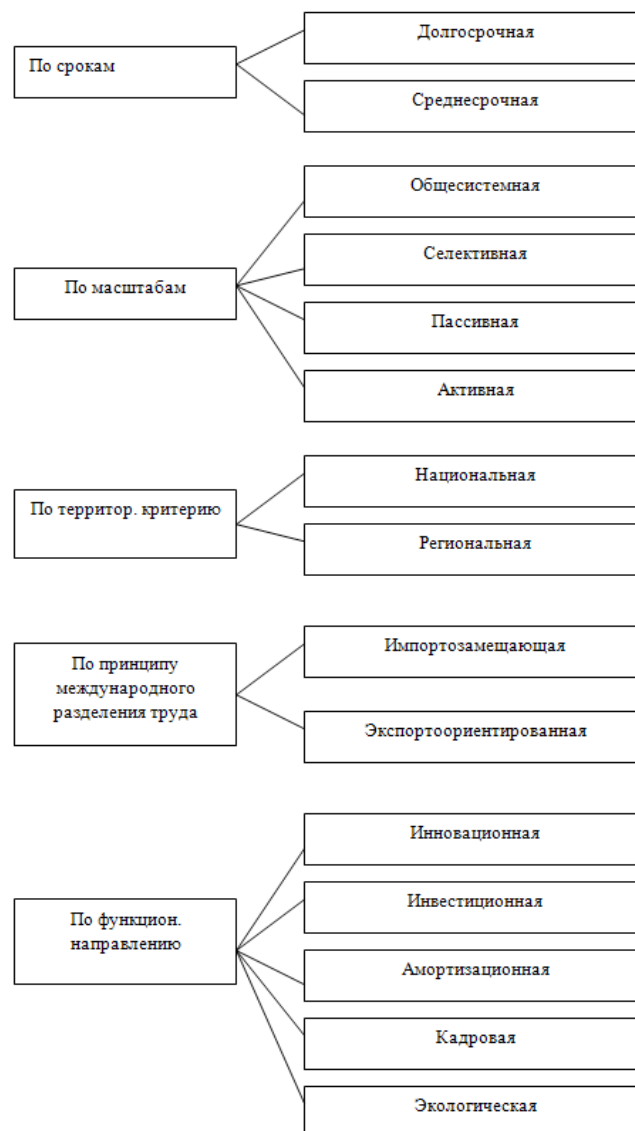 По срокам
Долгосрочная
Среднесрочная
По масштабам
Общесистемная
Селективная
Пассивная
Активная
По территор. критерию
Национальная
Региональная
По принципу
международного
разделения труда
Импортозамещающая
Экспортоориентированная
По функцион.
направлению
Инновационная
Инвестиционная
Амортизационная
Кадровая
Экологическая